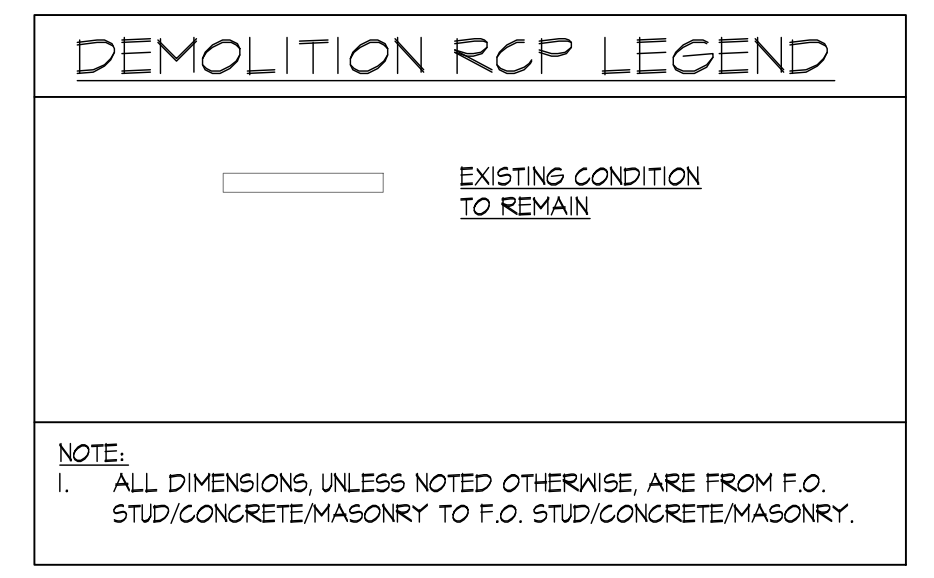 DEMOLITION RCP LEGEND
EXISTING CONDITION
TO REMAIN
NOTE:
1. ALL DIMENSIONS, UNLESS NOTED OTHERWISE, ARE FROM F.O.
STUD/CONCRETE/MASONRY TO F.O. STUD/CONCRETE/MASONRY.